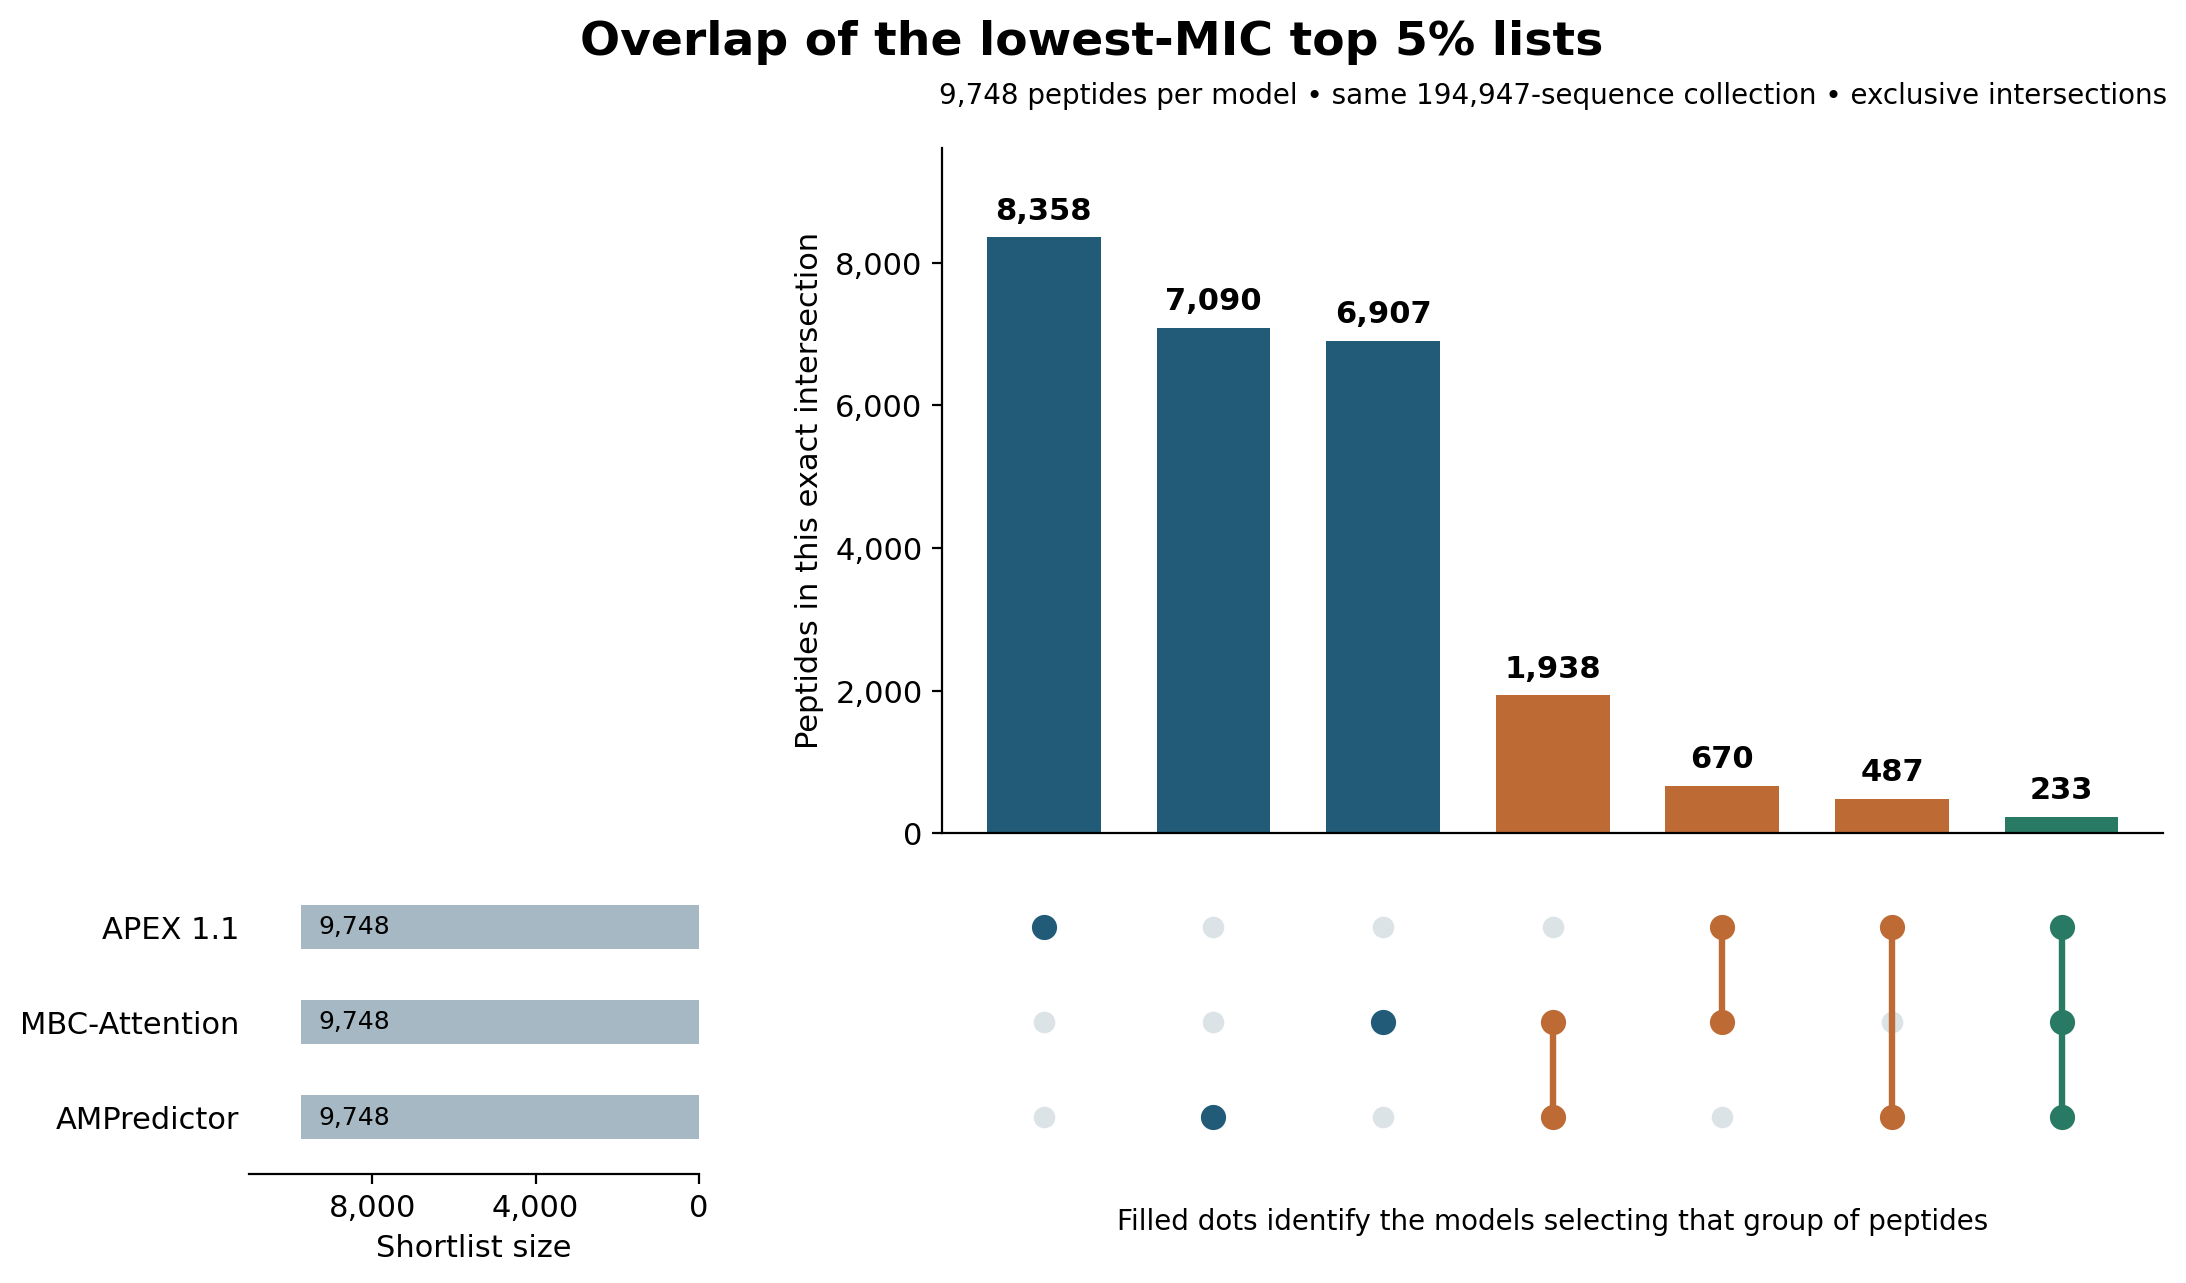 Overlap of the lowest-MIC top 5% lists
9,748 peptides per model • same 194,947-sequence collection • exclusive intersections
Peptides in this exact intersection
8,000
6,000
4,000
2,000
0
8,358
7,090
6,907
1,938
670
487
233
APEX 1.1
9,748
MBC-Attention
9,748
AMPredictor
9,748
8,000
4,000
0
Shortlist size
Filled dots identify the models selecting that group of peptides